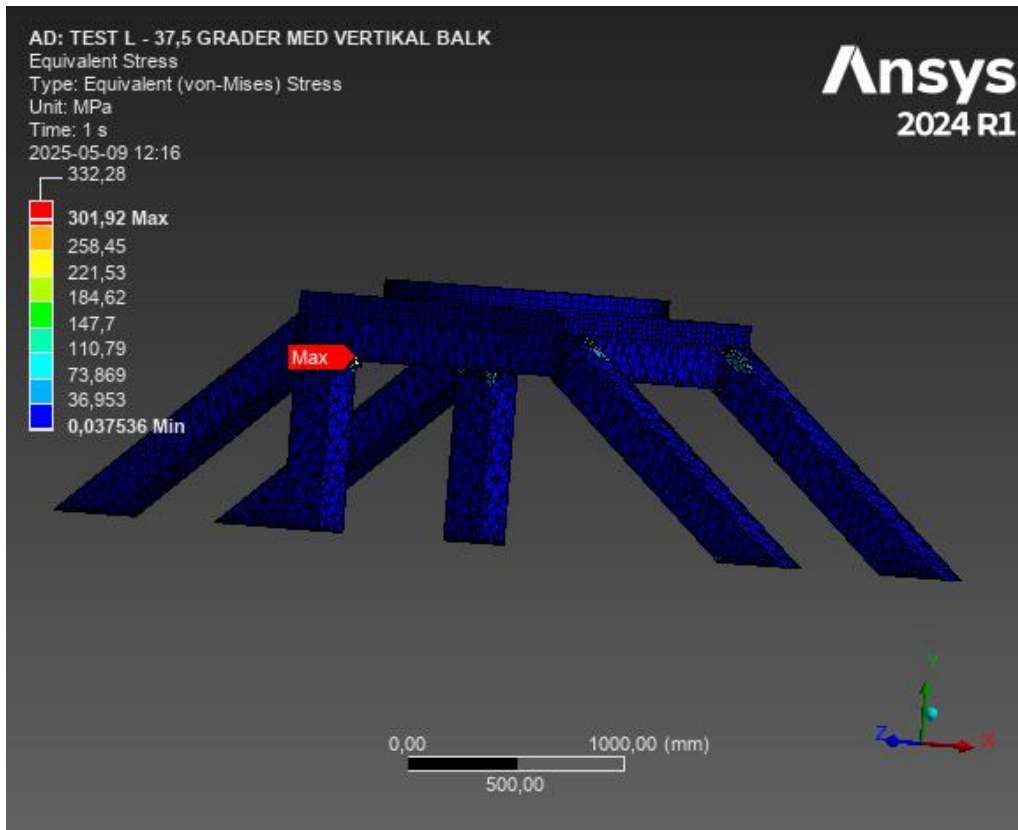 AD: TEST L - 37,5 GRADER MED VERTIKAL BALK
Equivalent Stress
Type: Equivalent (von-Mises) Stress
Unit: MPa
Time: 1 s
2025-05-09 12:16
332,28
301,92 Max
258,45
221,53
184,62
147,7
110,79
73,869
36,953
0,037536 Min
Ansys
2024 R1
Max
0,00
1000,00 (mm)
500,00
Y
Z
X